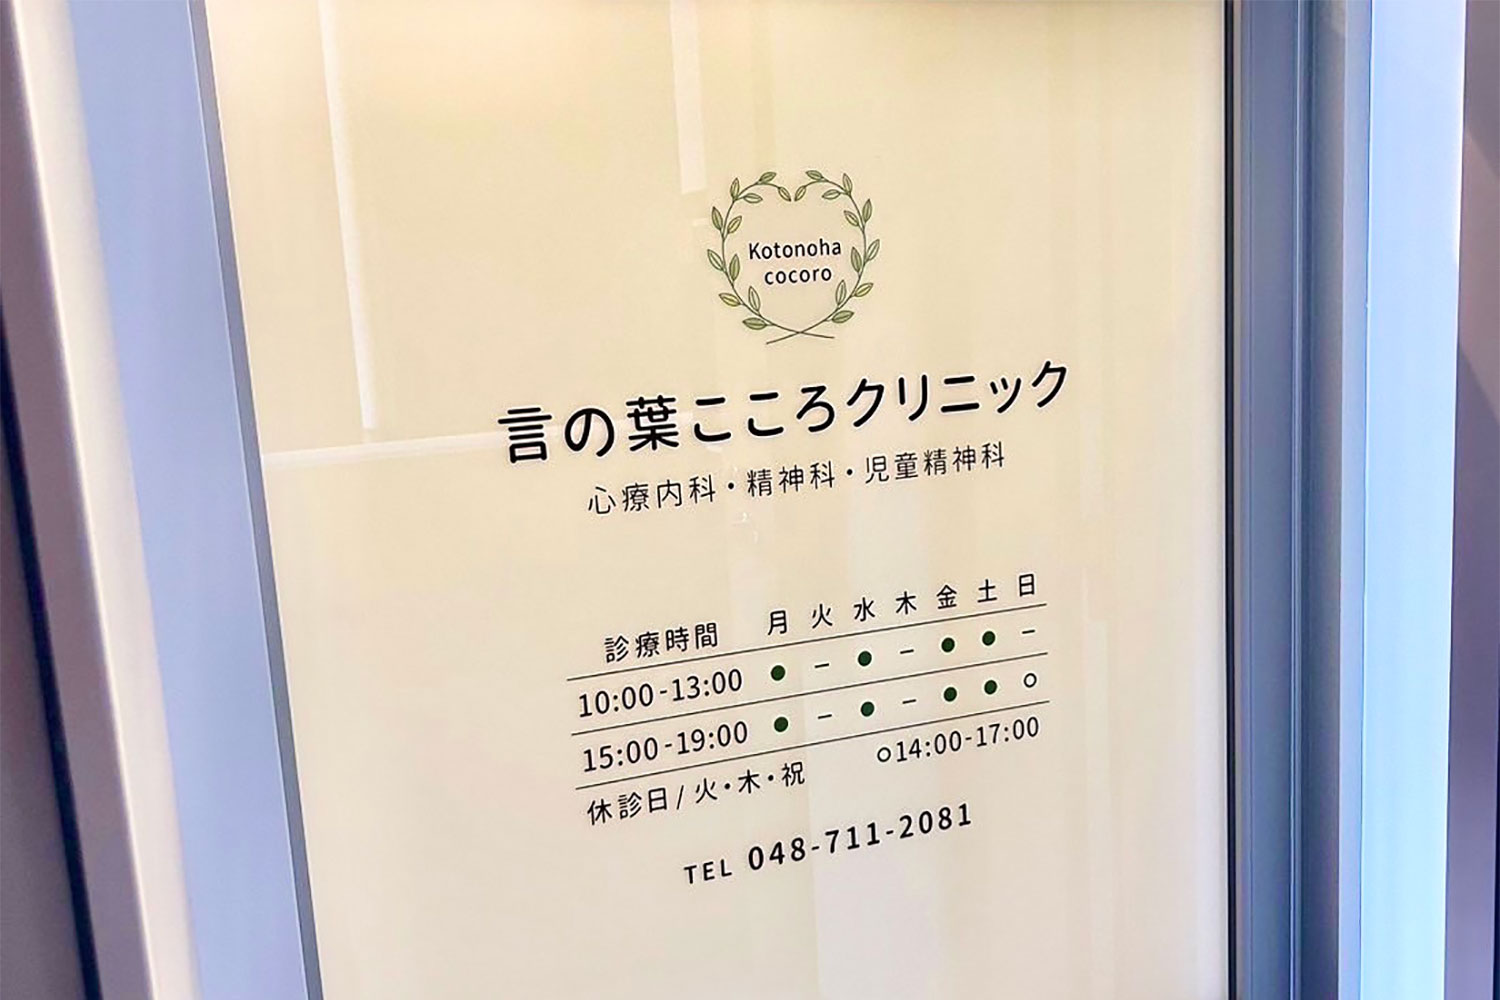 Kotonoha
cocoro
言の葉こころクリニック
心療内科・精神科・児童精神科
診療時間 月 火 水 木 金 土 日
10:00-13:00 ● － ● － ● ● －
15:00-19:00 ● － ● － ● ● ○
○14:00-17:00
休診日/火・木・祝
TEL 048-711-2081